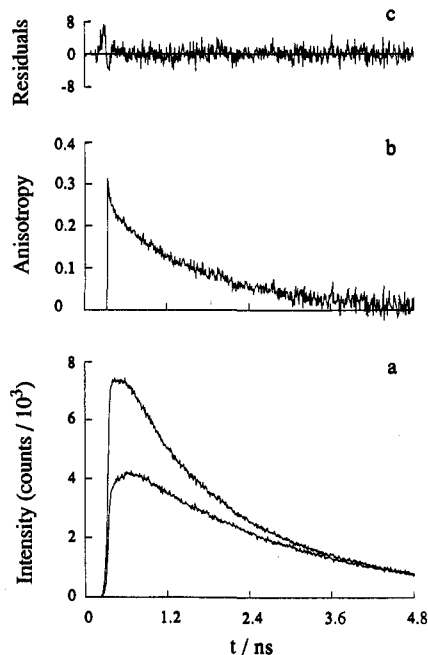 c
Residuals
8
0
-8
b
Anisotropy
0.4
0.3
0.2
0.1
0
a
Intensity (counts / 10³)
8
6
4
2
0
0 1.2 2.4 3.6 4.8
t / ns